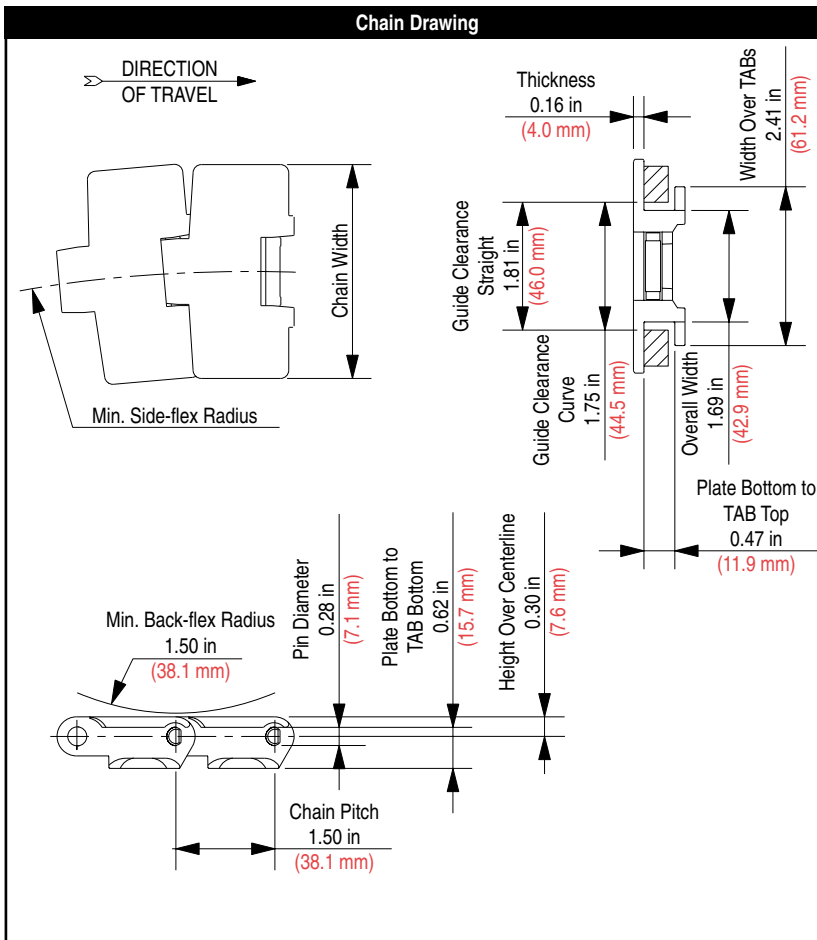 Chain Drawing
DIRECTION
OF TRAVEL
Chain Width
Min. Side-flex Radius
Thickness
0.16 in
(4.0 mm)
Width Over TABs
2.41 in
(61.2 mm)
Guide Clearance
Straight
1.81 in
(46.0 mm)
Guide Clearance
Curve
1.75 in
(44.5 mm)
Overall Width
1.69 in
(42.9 mm)
Plate Bottom to
TAB Top
0.47 in
(11.9 mm)
Min. Back-flex Radius
1.50 in
(38.1 mm)
Pin Diameter
0.28 in
(7.1 mm)
Plate Bottom to
TAB Bottom
0.62 in
(15.7 mm)
Height Over Centerline
0.30 in
(7.6 mm)
Chain Pitch
1.50 in
(38.1 mm)